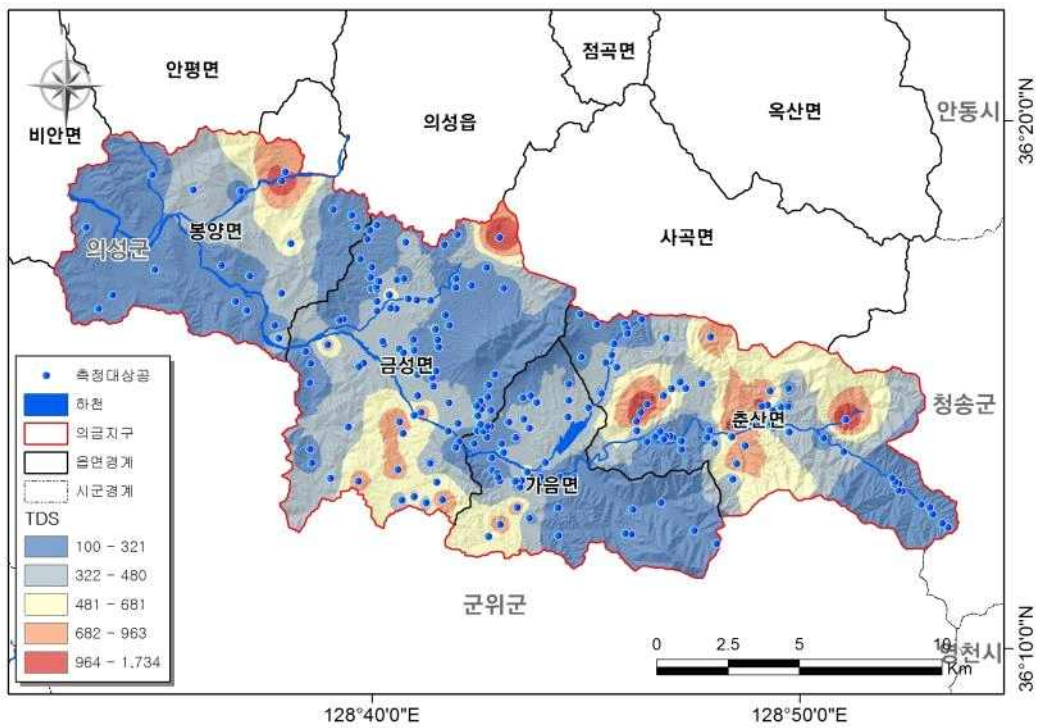 N
점곡면
안평면
안동시
36°20'0"N
옥산면
비안면
의성읍
봉양면
사곡면
의성군
금성면
청송군
춘산면
가음면
군위군
영천시
측정대상공
하천
의금지구
읍면경계
시군경계
TDS
100 - 321
322 - 480
481 - 681
682 - 963
964 - 1,734
0 2.5 5 10
Km
36°10'0"N
128°40'0"E
128°50'0"E